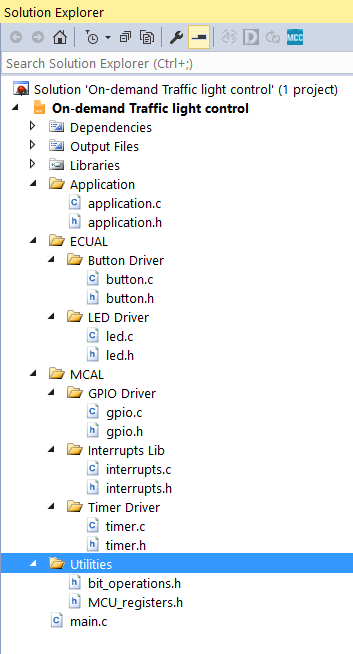 Solution Explorer
MCC
Search Solution Explorer (Ctrl+;)
Solution 'On-demand Traffic light control' (1 project)
On-demand Traffic light control
Dependencies
Output Files
Libraries
Application
application.c
application.h
ECUAL
Button Driver
button.c
button.h
LED Driver
led.c
led.h
MCAL
GPIO Driver
gpio.c
gpio.h
Interrupts Lib
interrupts.c
interrupts.h
Timer Driver
timer.c
timer.h
Utilities
bit_operations.h
MCU_registers.h
main.c